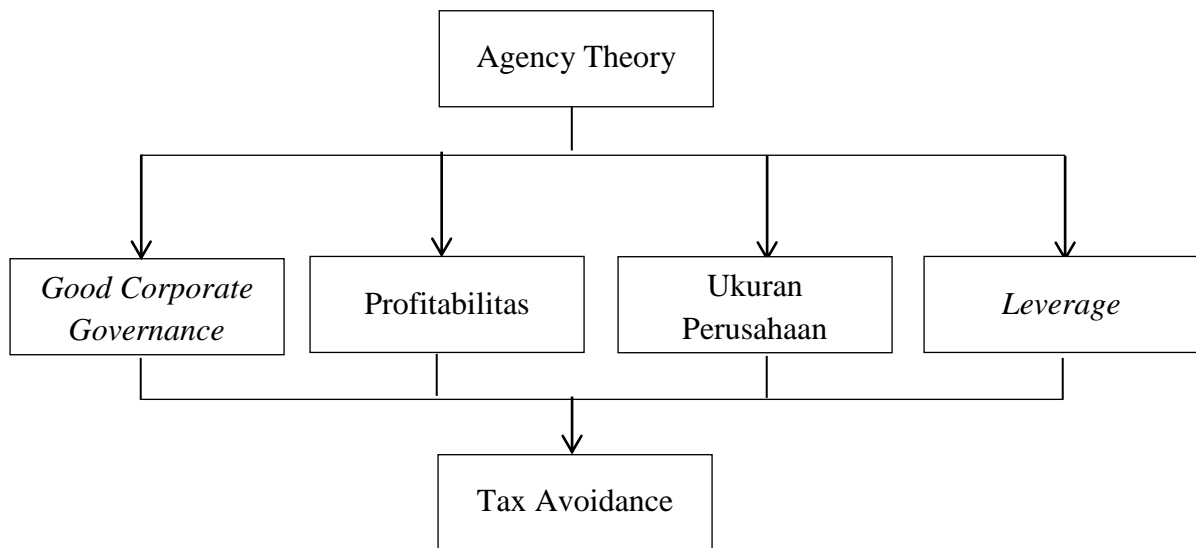 Agency Theory
Good Corporate
Governance
Profitabilitas
Ukuran
Perusahaan
Leverage
Tax Avoidance